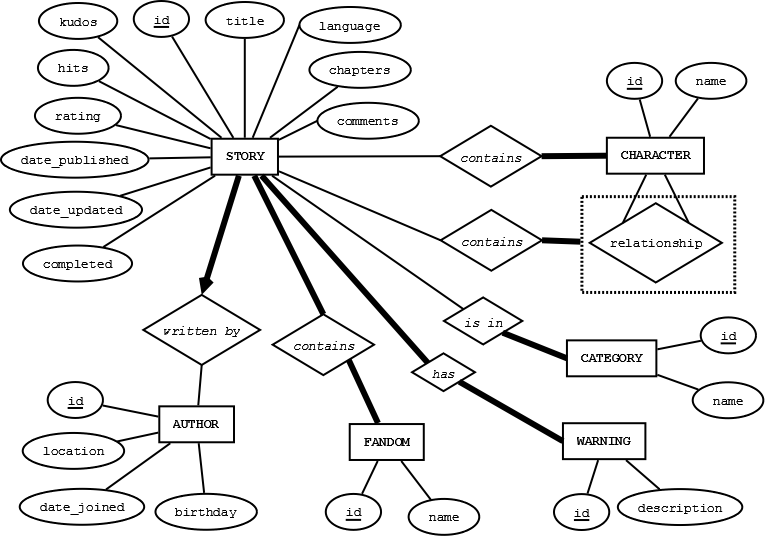 kudos
id
title
language
hits
chapters
id
name
rating
comments
date_published
STORY
contains
CHARACTER
date_updated
completed
contains
relationship
written by
contains
is in
id
has
CATEGORY
id
name
AUTHOR
FANDOM
WARNING
location
date_joined
birthday
id
name
id
description